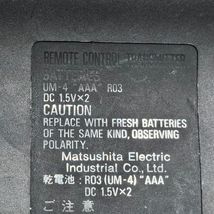 REMOTE CONTROL TRANSMITTER
BATTERIES
UM-4 "AAA" R03
DC 1.5V×2
CAUTION
REPLACE WITH FRESH BATTERIES
OF THE SAME KIND, OBSERVING
POLARITY.
Matsushita Electric
Industrial Co., Ltd.
乾電池：R03 (UM-4) "AAA"
DC 1.5V×2
ご注意